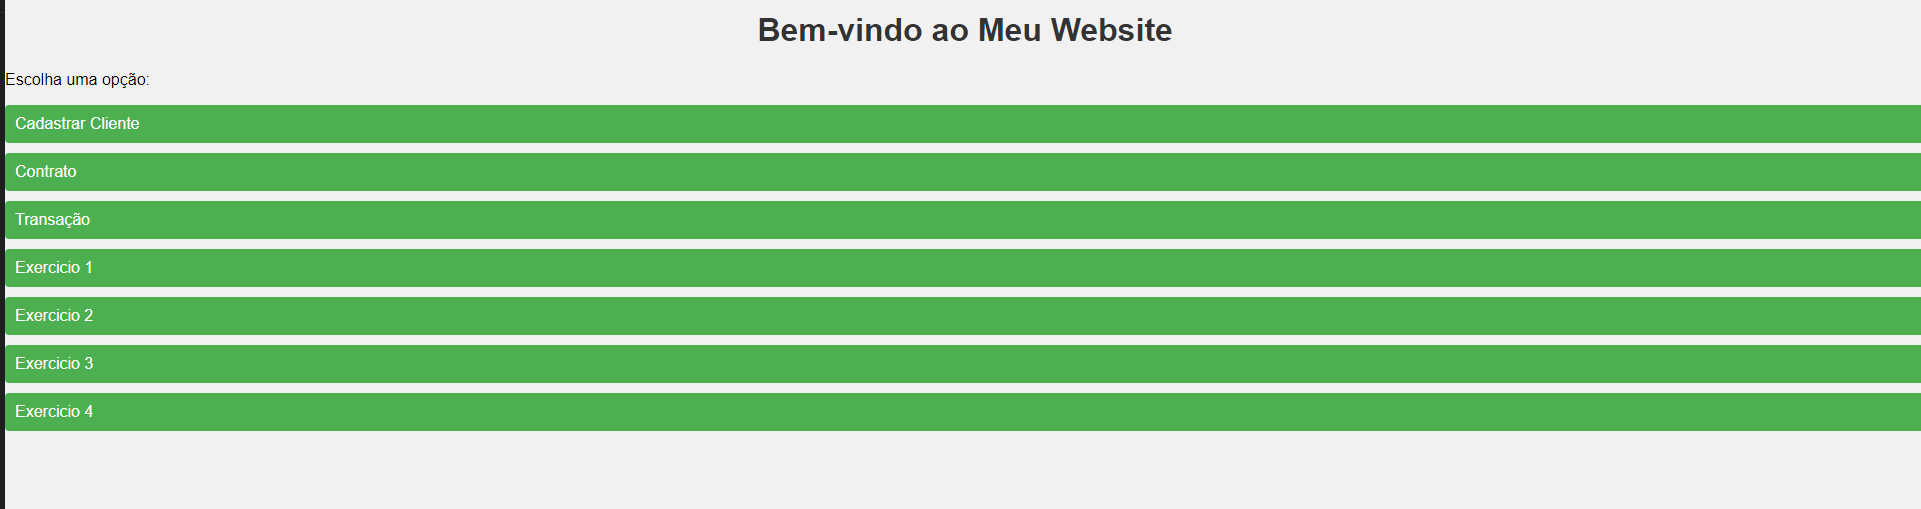 Bem-vindo ao Meu Website
Escolha uma opção:
Cadastrar Cliente
Contrato
Transação
Exercicio 1
Exercicio 2
Exercicio 3
Exercicio 4